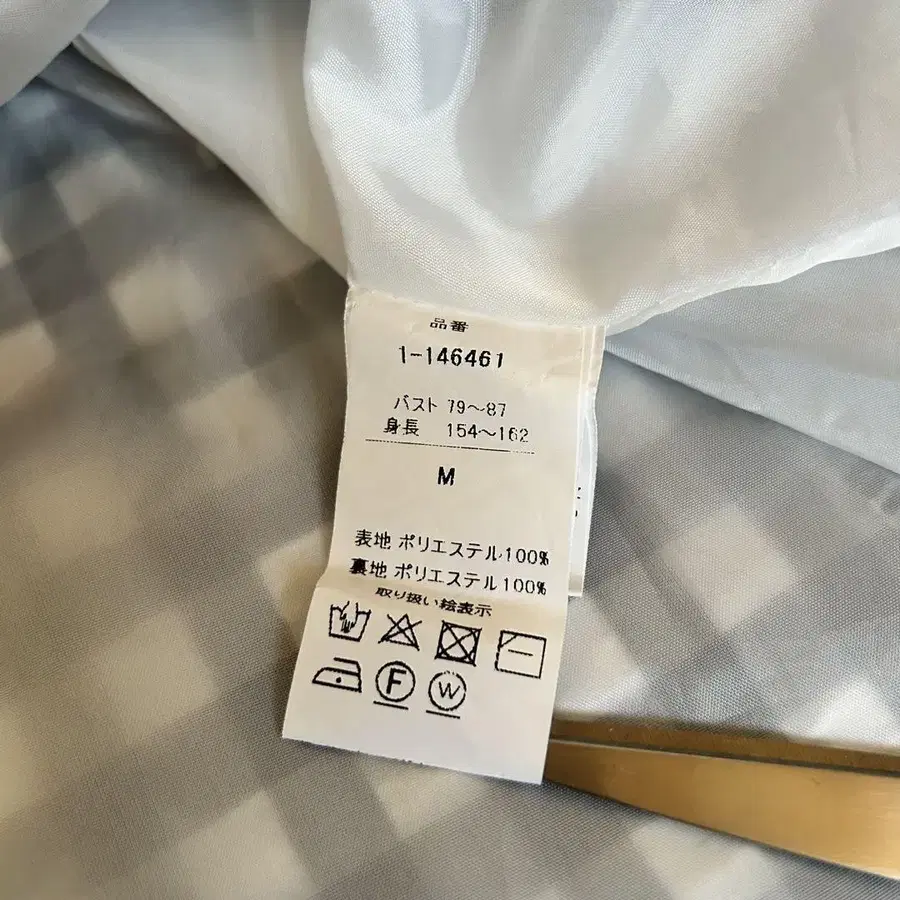 品番
1-146461
バスト 79～87
身長 154～162
M
表地 ポリエステル100%
裏地 ポリエステル100%
取り扱い絵表示
F
W